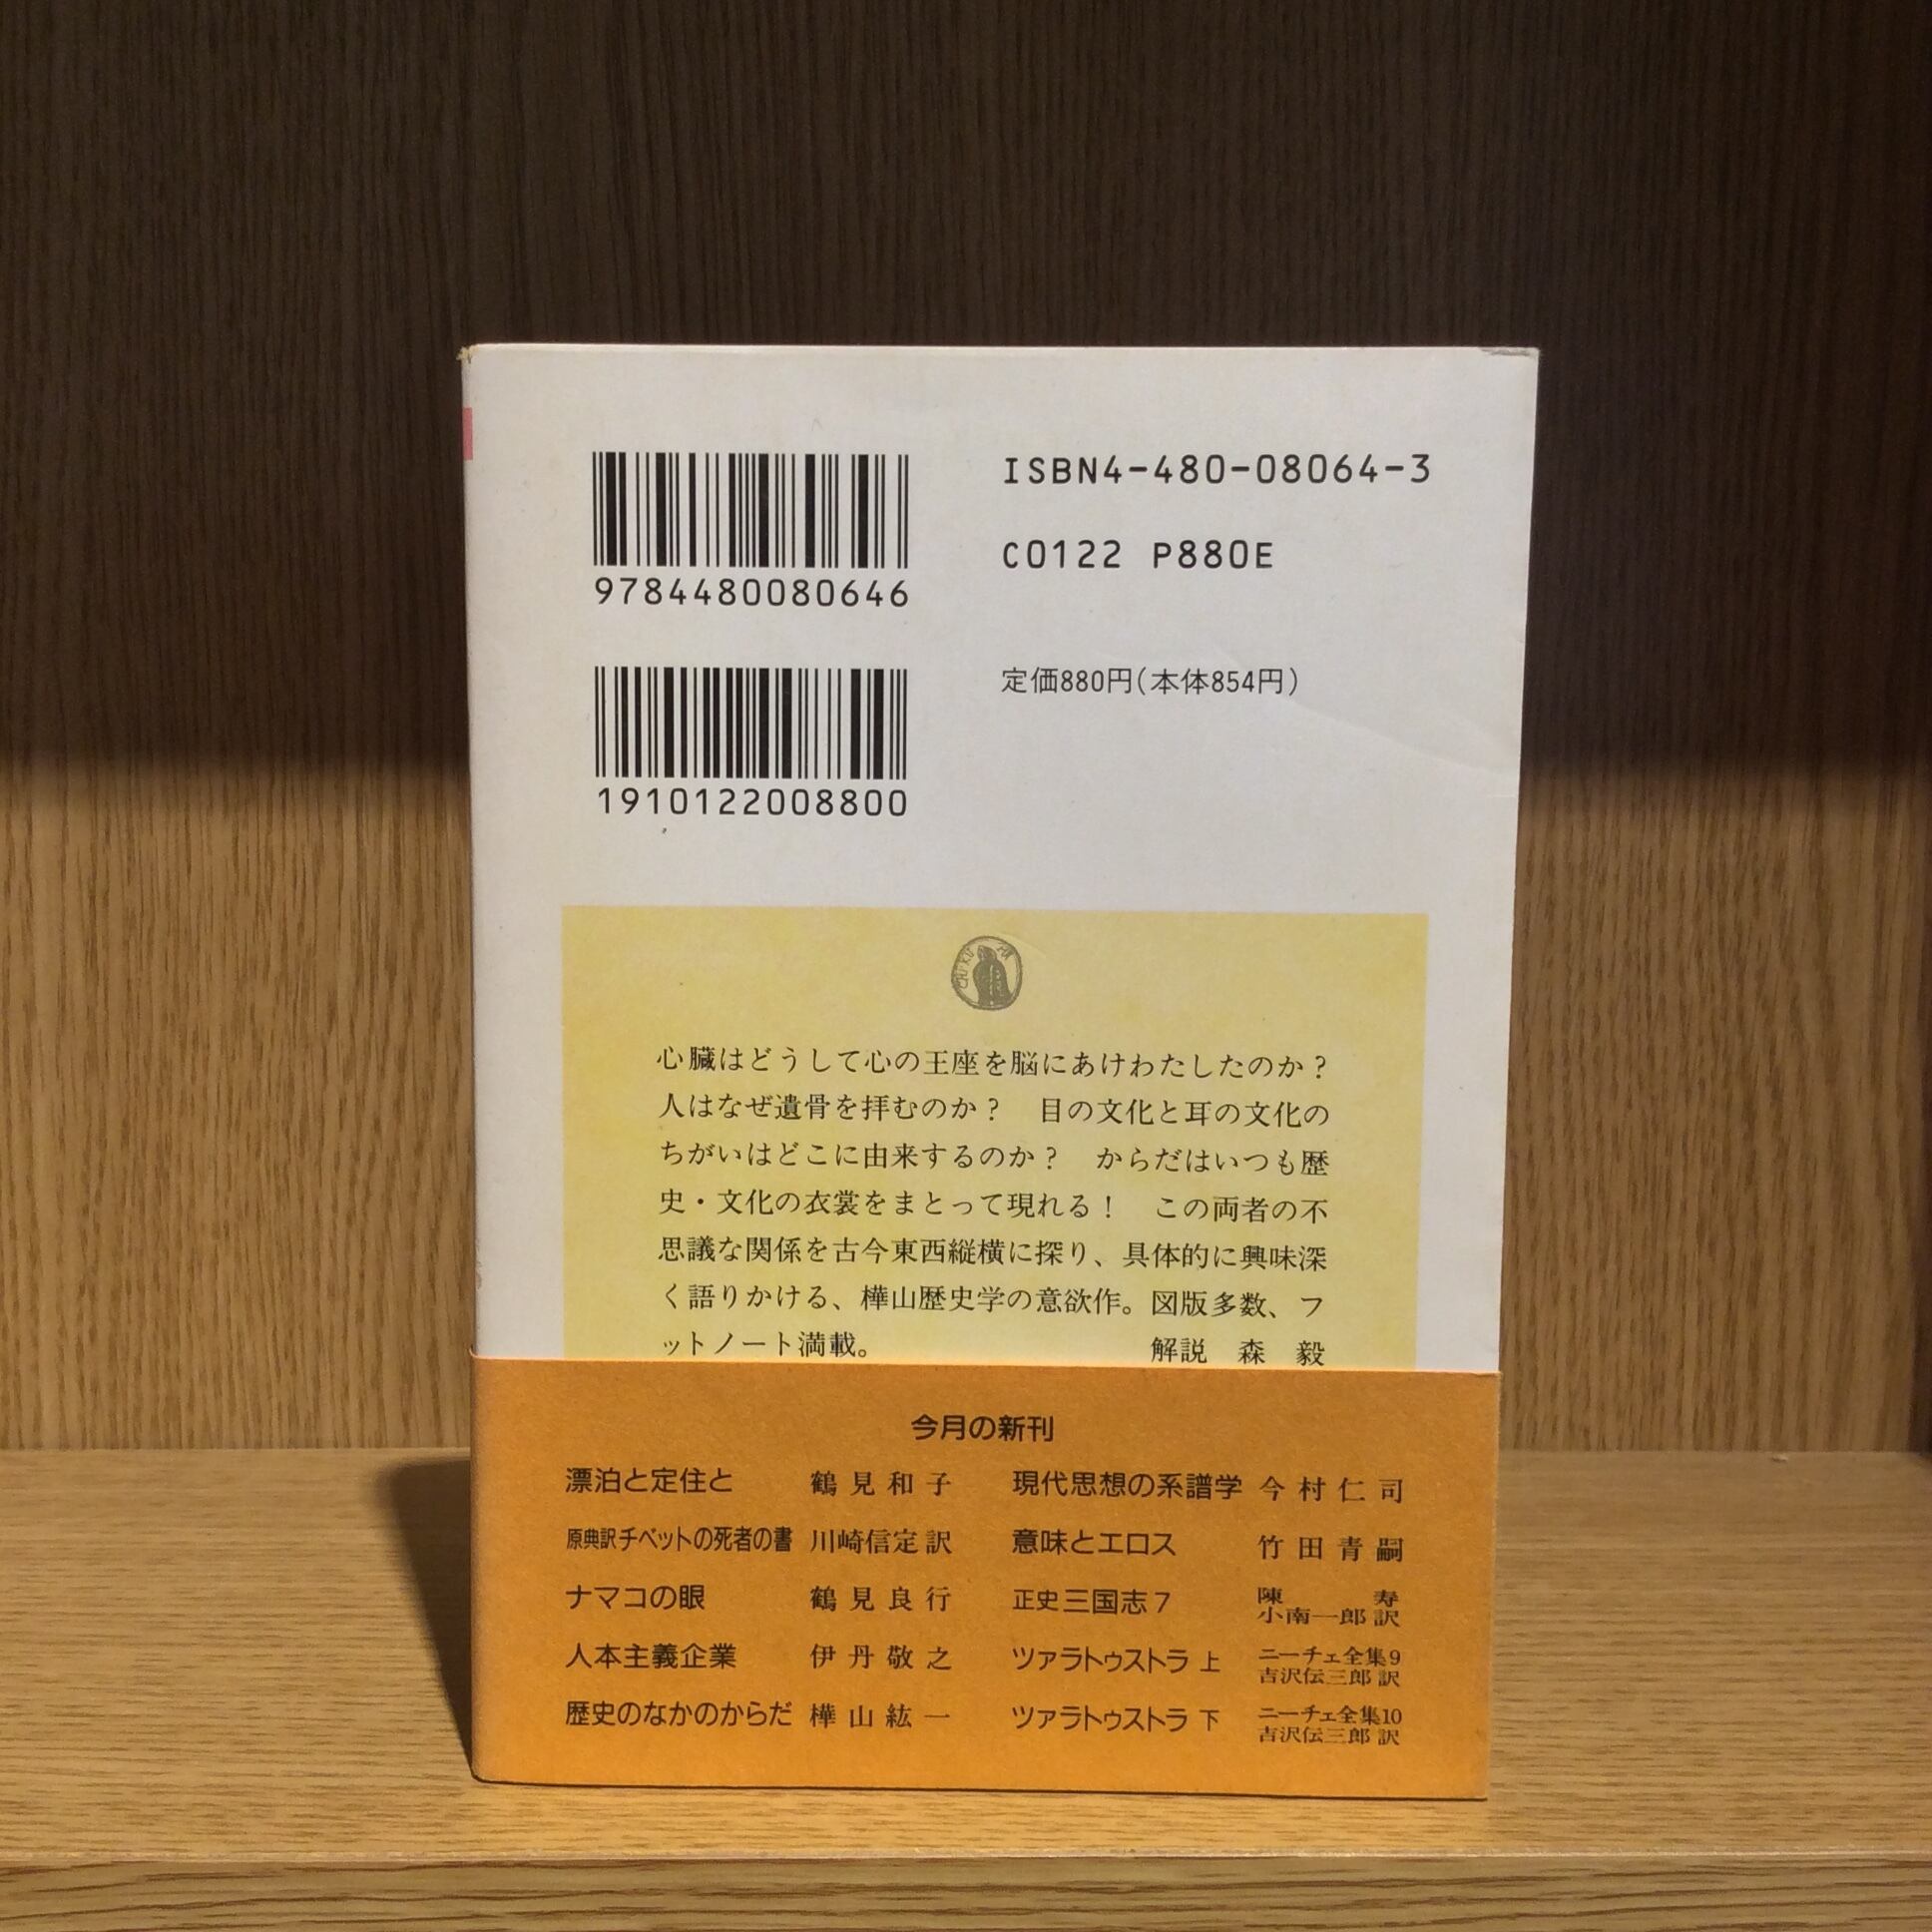 9784480080646
ISBN4-480-08064-3
C0122 P880E
1910122008800
定価880円(本体854円)
CHIKUMA
心臓はどうして心の王座を脳にあけわたしたのか?
人はなぜ遺骨を拝むのか? 目の文化と耳の文化の
ちがいはどこに由来するのか? からだはいつも歴
史・文化の衣裳をまとって現れる! この両者の不
思議な関係を古今東西縦横に探り、具体的に興味深
く語りかける、樺山歴史学の意欲作。図版多数、フ
ットノート満載。 解説 森 毅
今月の新刊
漂泊と定住と 鶴見和子
原典訳チベットの死者の書 川崎信定訳
ナマコの眼 鶴見良行
人本主義企業 伊丹敬之
歴史のなかのからだ 樺山紘一
現代思想の系譜学 今村仁司
意味とエロス 竹田青嗣
正史三国志7 陳 寿
小南一郎訳
ツァラトゥストラ 上 ニーチェ全集9
吉沢伝三郎訳
ツァラトゥストラ 下 ニーチェ全集10
吉沢伝三郎訳